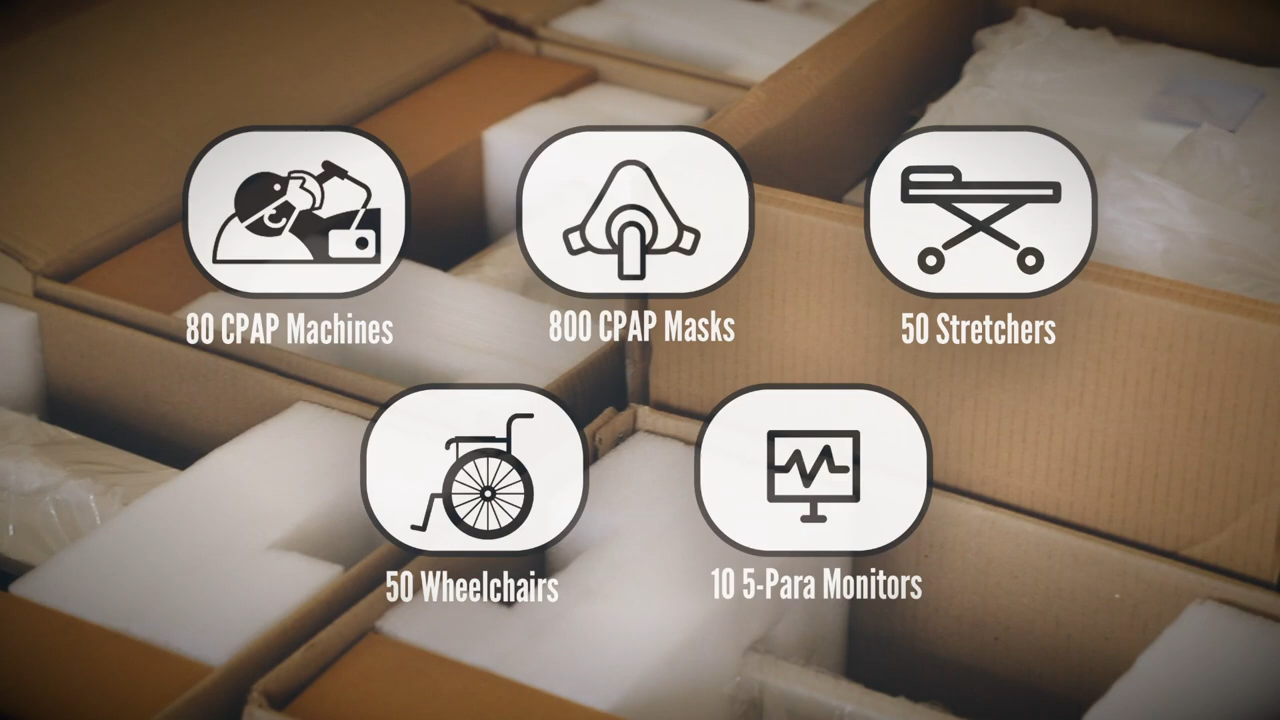 80 CPAP Machines
800 CPAP Masks
50 Stretchers
50 Wheelchairs
10 5-Para Monitors